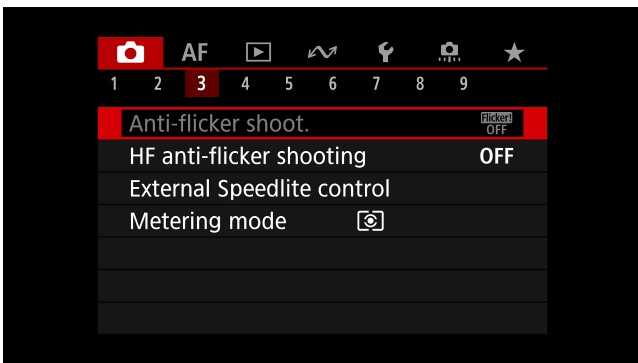 AF
1 2 3 4 5 6 7 8 9
Anti-flicker shoot. Flicker! OFF
HF anti-flicker shooting OFF
External Speedlite control
Metering mode